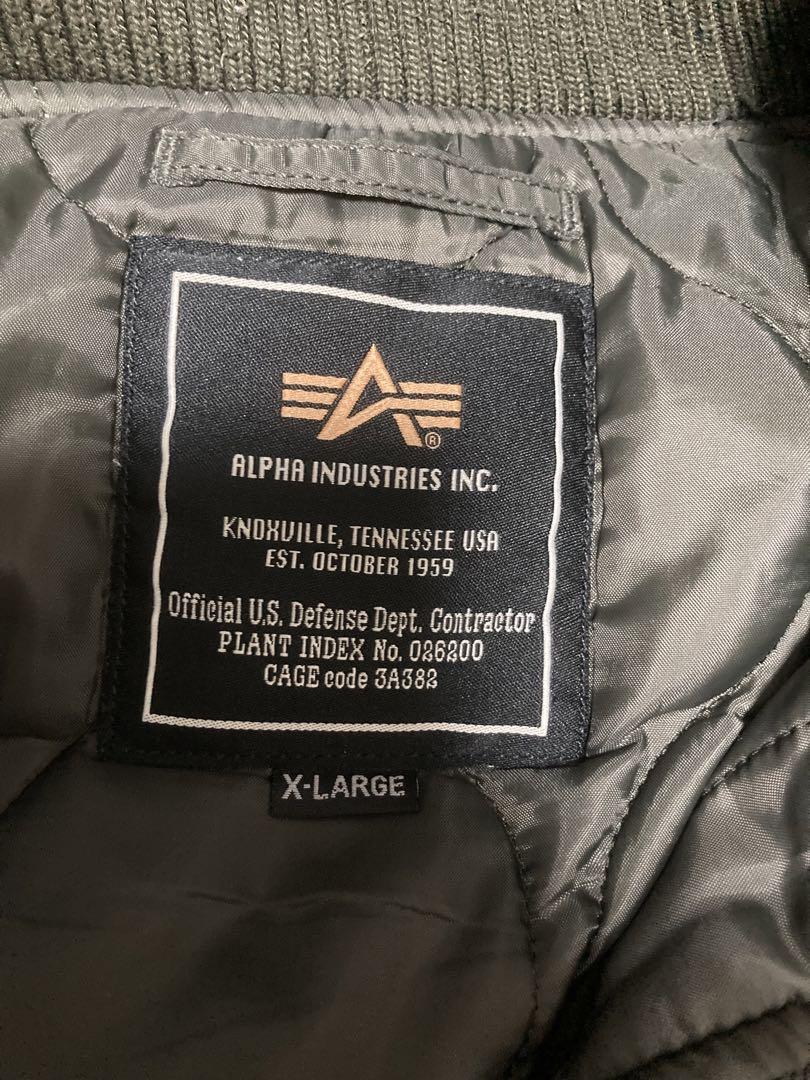 ®
ALPHA INDUSTRIES INC.
KNOXVILLE, TENNESSEE USA
EST. OCTOBER 1959
Official U.S. Defense Dept. Contractor
PLANT INDEX No. 026200
CAGE code 3A382
X-LARGE